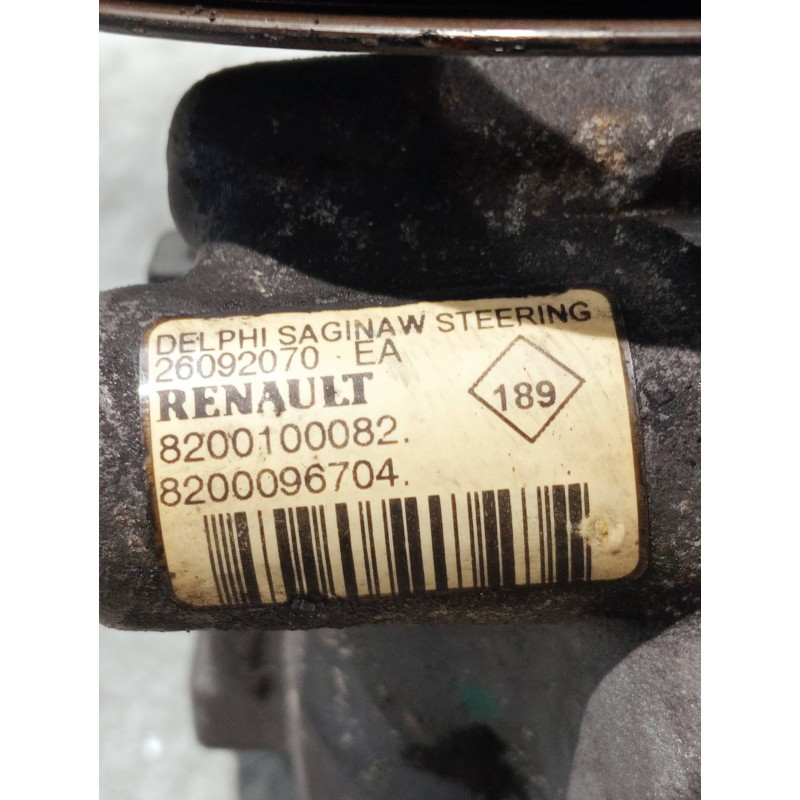 DELPHI SAGINAW STEERING
26092070 EA
RENAULT
189
8200100082.
8200096704.